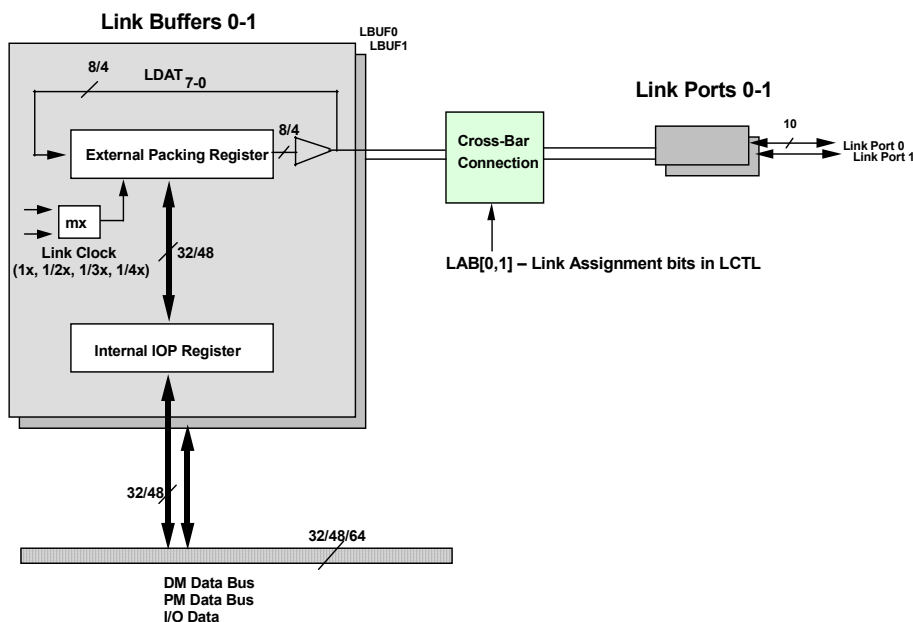 Link Buffers 0-1
LBUF0
LBUF1
8/4
LDAT7-0
Link Ports 0-1
8/4
External Packing Register
Cross-Bar
Connection
10
Link Port 0
Link Port 1
mx
Link Clock
(1x, 1/2x, 1/3x, 1/4x)
32/48
LAB[0,1] – Link Assignment bits in LCTL
Internal IOP Register
32/48
32/48/64
DM Data Bus
PM Data Bus
I/O Data